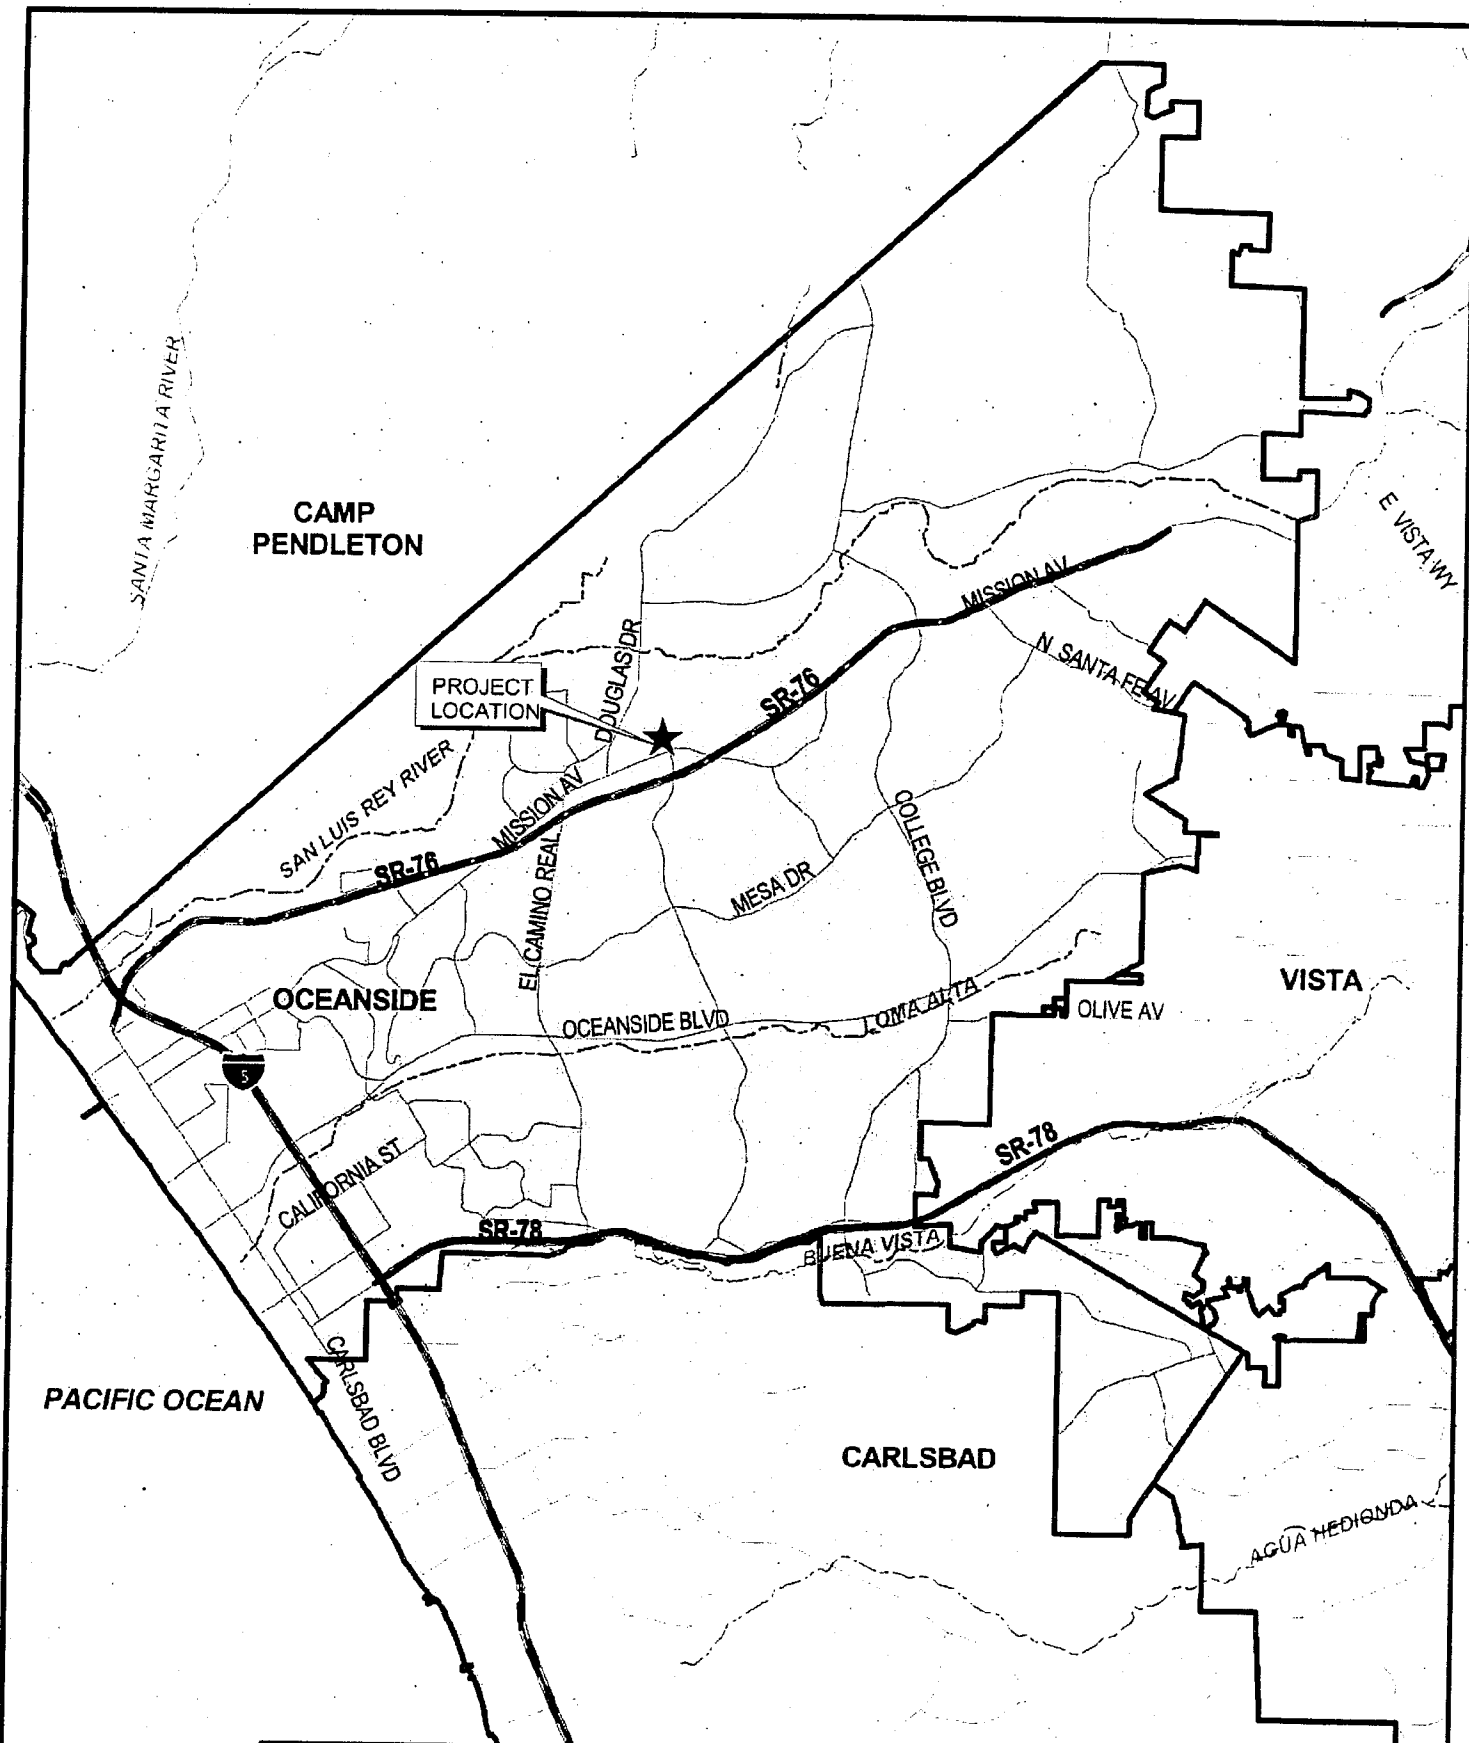 SANTA MARGARITA RIVER
CAMP
PENDLETON
E VISTA WY
MISSION AV
N SANTA FE AV
DOUGLAS DR
PROJECT
LOCATION
SR-76
SAN LUIS REY RIVER
MISSION AV
SR-76
EL CAMINO REAL
MESA DR
COLLEGE BLVD
OCEANSIDE
OCEANSIDE BLVD
LOMA ALTA
OLIVE AV
VISTA
5
CALIFORNIA ST
SR-78
SR-78
BUENA VISTA
CARLSBAD BLVD
PACIFIC OCEAN
CARLSBAD
AGUA HEDIONDA